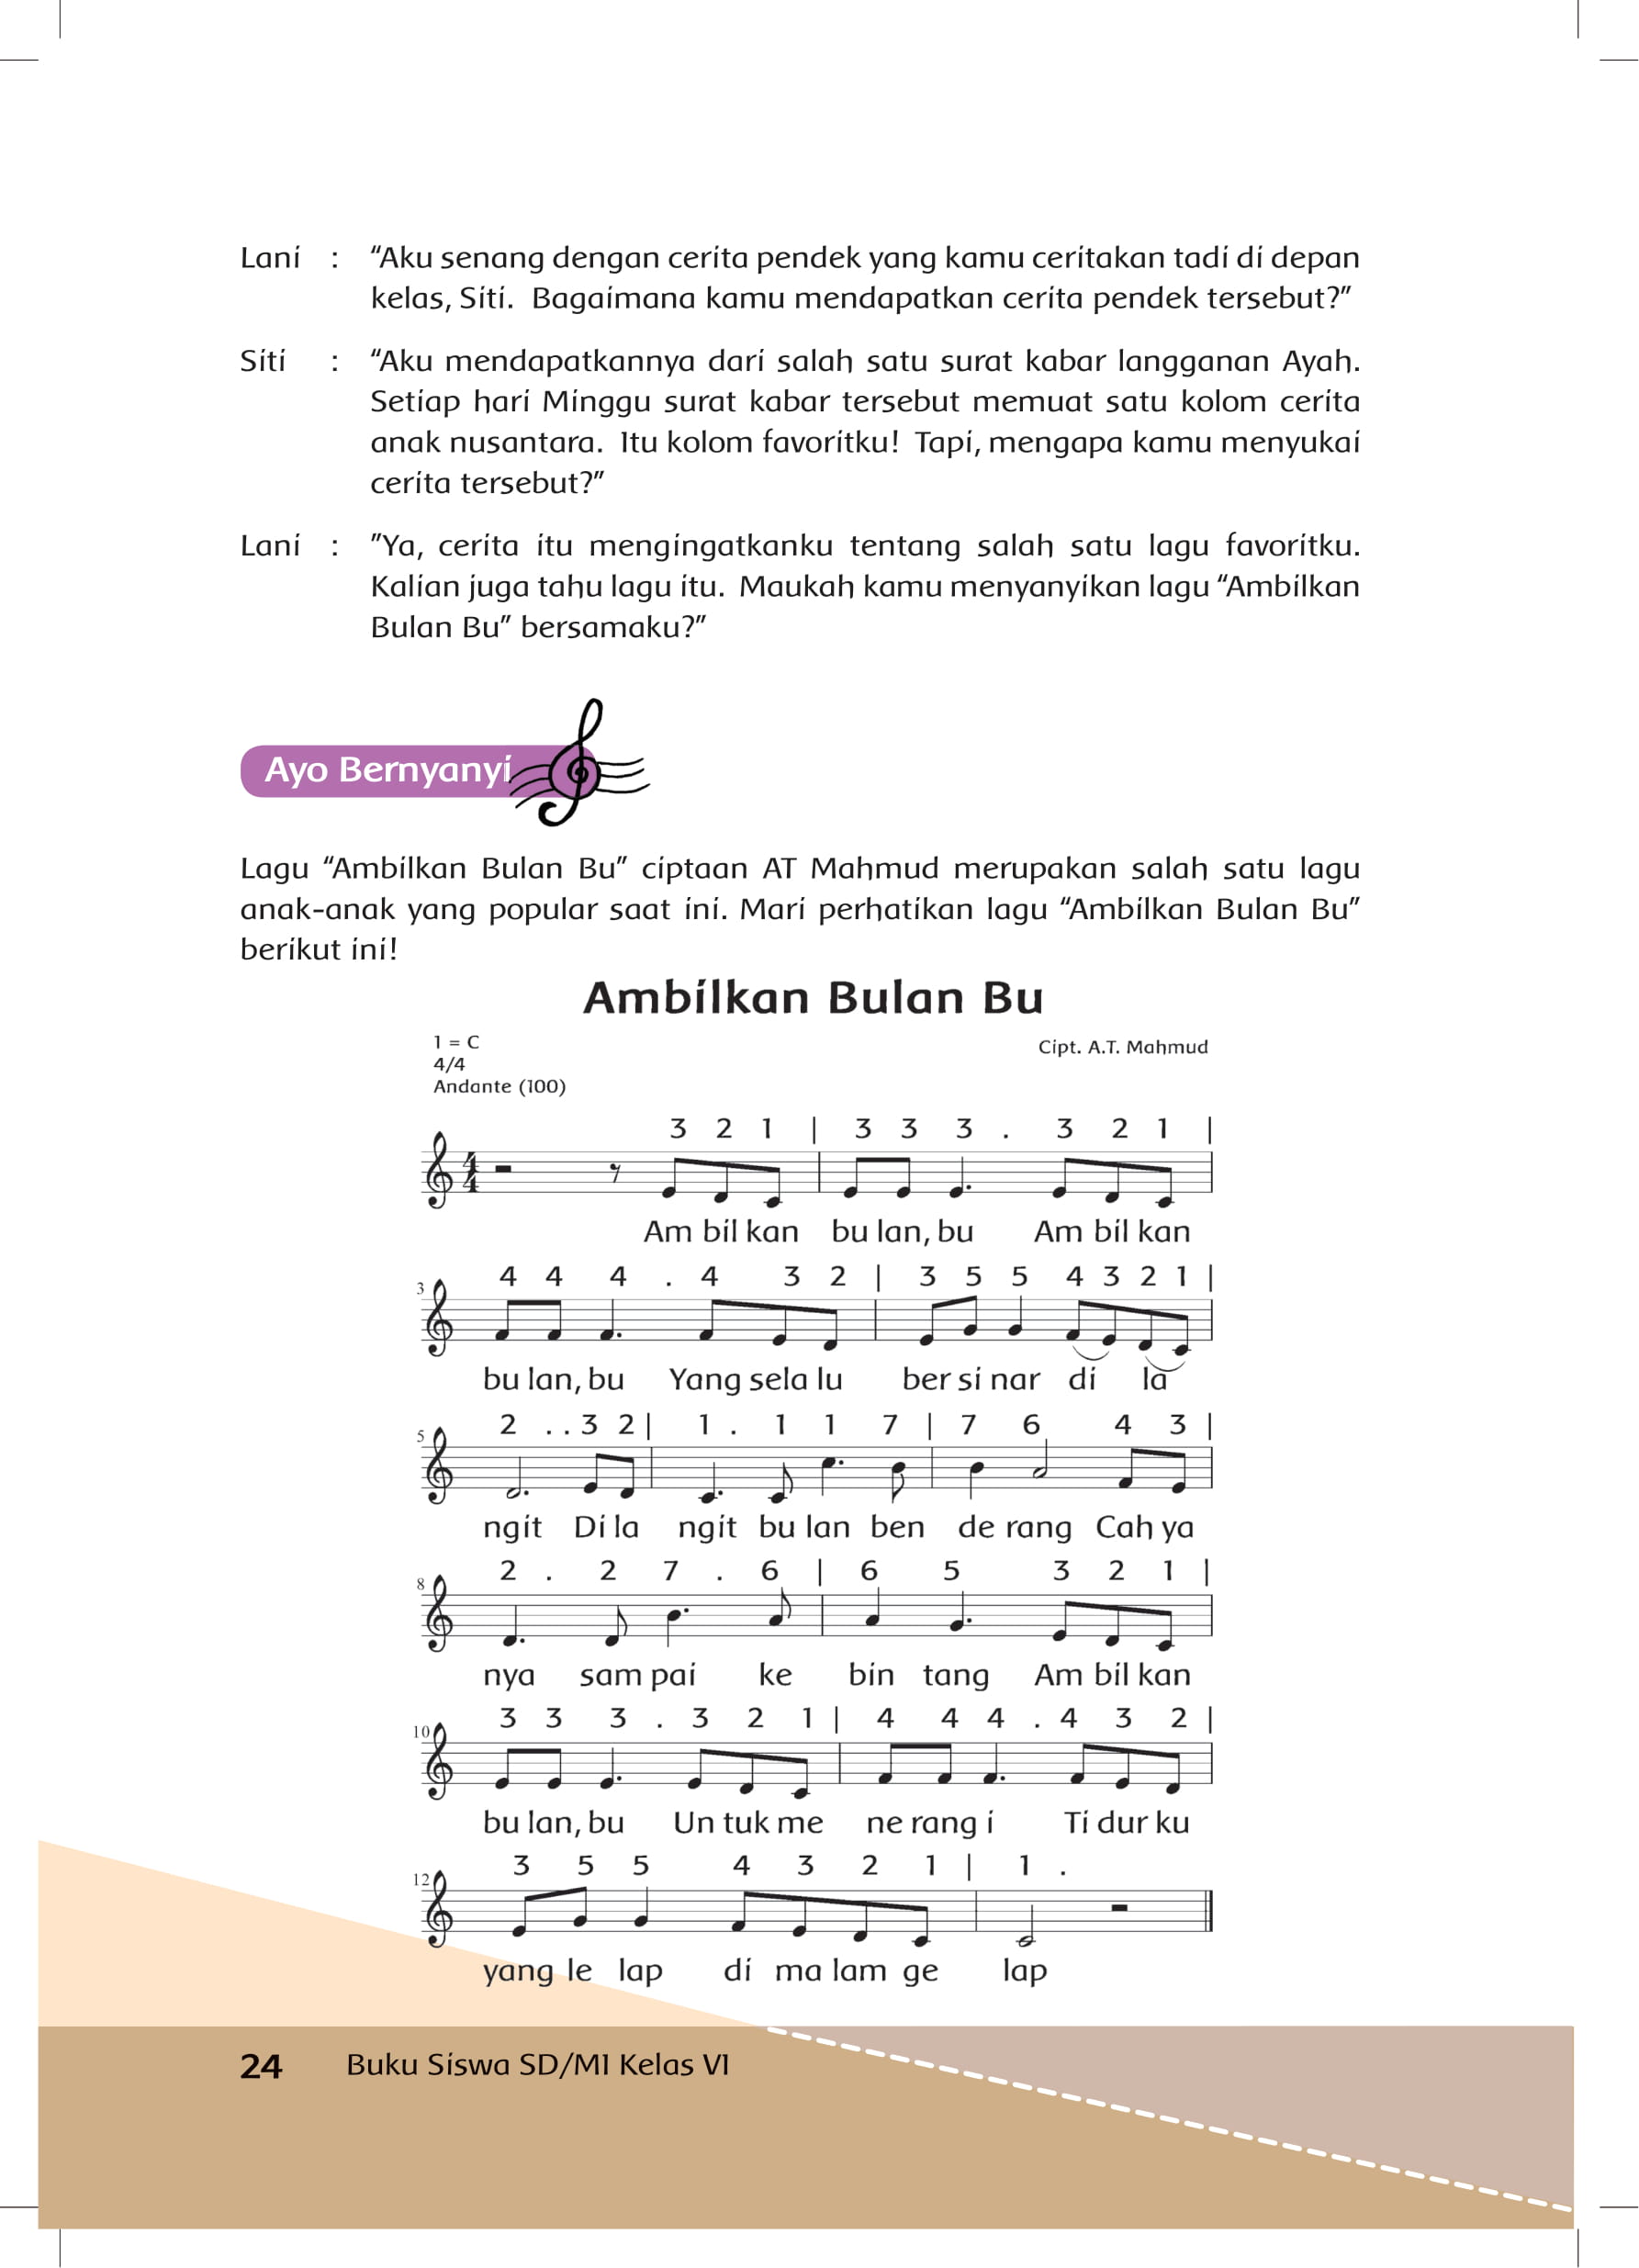 Lani : “Aku senang dengan cerita pendek yang kamu ceritakan tadi di depan
kelas, Siti. Bagaimana kamu mendapatkan cerita pendek tersebut?”
Siti : “Aku mendapatkannya dari salah satu surat kabar langganan Ayah.
Setiap hari Minggu surat kabar tersebut memuat satu kolom cerita
anak nusantara. Itu kolom favoritku! Tapi, mengapa kamu menyukai
cerita tersebut?”
Lani : ”Ya, cerita itu mengingatkanku tentang salah satu lagu favoritku.
Kalian juga tahu lagu itu. Maukah kamu menyanyikan lagu “Ambilkan
Bulan Bu” bersamaku?”
Ayo Bernyanyi
Lagu “Ambilkan Bulan Bu” ciptaan AT Mahmud merupakan salah satu lagu
anak-anak yang popular saat ini. Mari perhatikan lagu “Ambilkan Bulan Bu”
berikut ini!
Ambilkan Bulan Bu
1 = C
4/4
Andante (100)
Cipt. A.T. Mahmud
3 2 1 | 3 3 3 . 3 2 1 |
4
4
Am bil kan bu lan, bu Am bil kan
4 4 4 . 4 3 2 | 3 5 5 4 3 2 1 |
3
bu lan, bu Yang sela lu ber si nar di la
2 . . 3 2 | 1 . 1 1 7 | 7 6 4 3 |
5
ngit Di la ngit bu lan ben de rang Cah ya
2 . 2 7 . 6 | 6 5 3 2 1 |
8
nya sam pai ke bin tang Am bil kan
3 3 3 . 3 2 1 | 4 4 4 . 4 3 2 |
10
bu lan, bu Un tuk me ne rang i Ti dur ku
3 5 5 4 3 2 1 | 1 .
12
yang le lap di ma lam ge lap
24 Buku Siswa SD/MI Kelas VI